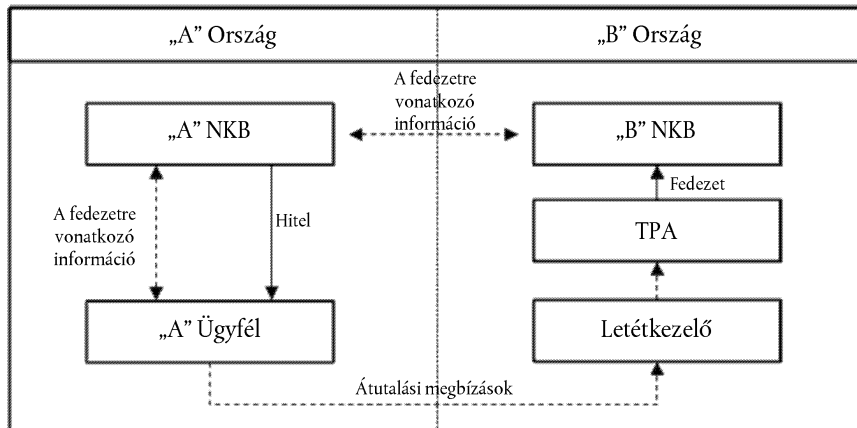 „A” Ország
„B” Ország
A fedezetre
vonatkozó
információ
„A” NKB
„B” NKB
Fedezet
A fedezetre
vonatkozó
információ
Hitel
TPA
„A” Ügyfél
Letétkezelő
Átutalási megbízások